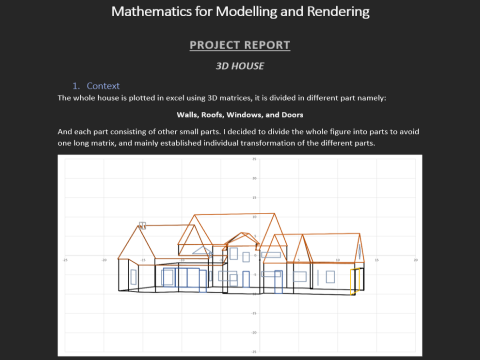 Mathematics for Modelling and Rendering
PROJECT REPORT
3D HOUSE
1. Context
The whole house is plotted in excel using 3D matrices, it is divided in different part namely:
Walls, Roofs, Windows, and Doors
And each part consisting of other small parts. I decided to divide the whole figure into parts to avoid
one long matrix, and mainly established individual transformation of the different parts.